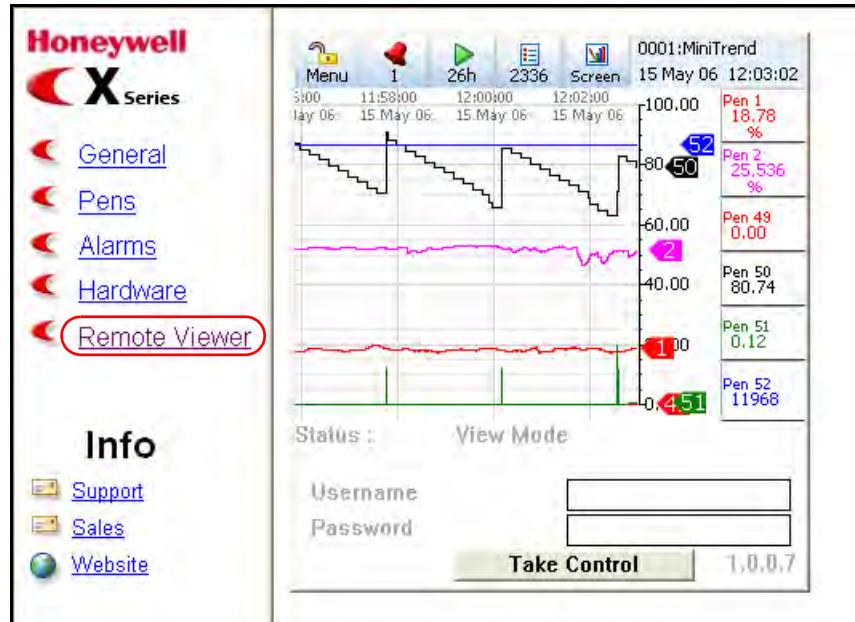 Honeywell
X Series
General
Pens
Alarms
Hardware
Remote Viewer
Info
Support
Sales
Website
Menu 1 26h 2336 Screen
0001:MiniTrend
15 May 06 12:03:02
11:58:00 12:00:00 12:02:00
15 May 06 15 May 06 15 May 06
100.00
80
60.00
40.00
52
50
2
1
51
Pen 1
18.78
%
Pen 2
25.536
%
Pen 49
0.00
Pen 50
80.74
Pen 51
0.12
Pen 52
11968
Status : View Mode
Username
Password
Take Control 1.0.0.7